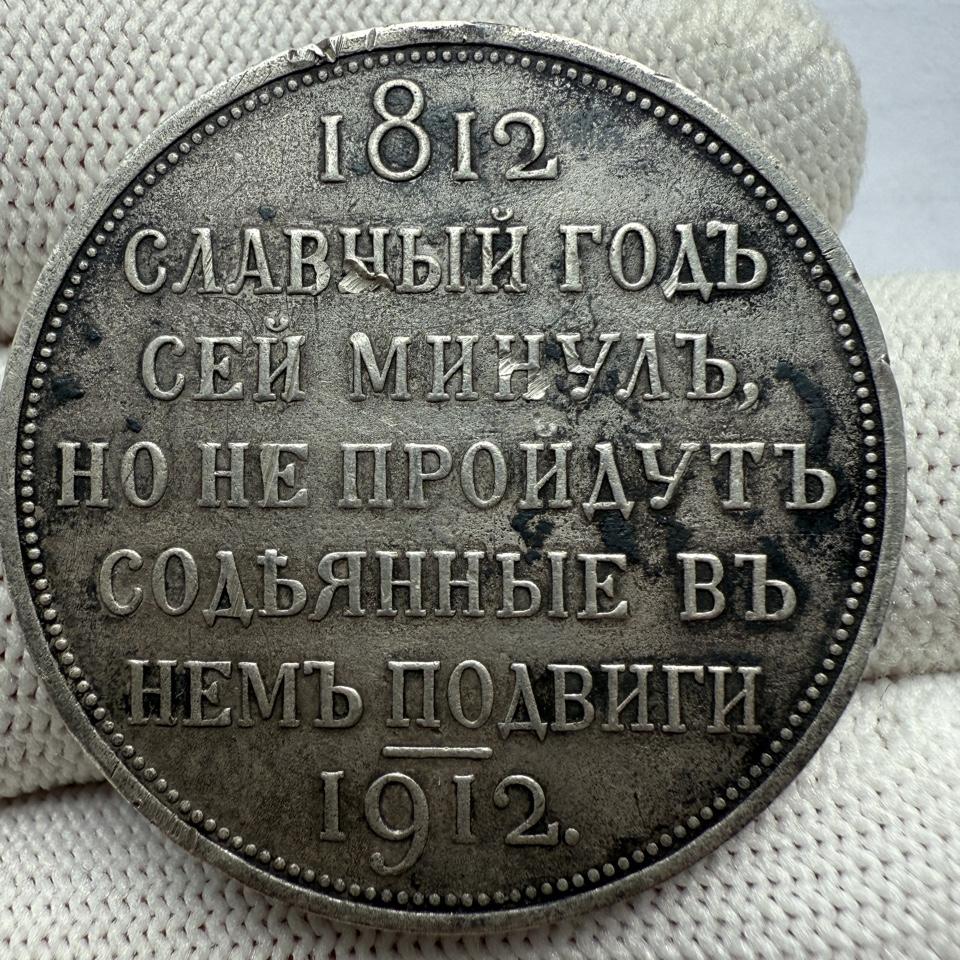 1812
СЛАВНЫЙ ГОДЪ
СЕЙ МИНУЛЪ,
НО НЕ ПРОЙДУТЪ
СОДѢЯННЫЕ ВЪ
НЕМЪ ПОДВИГИ
1912.